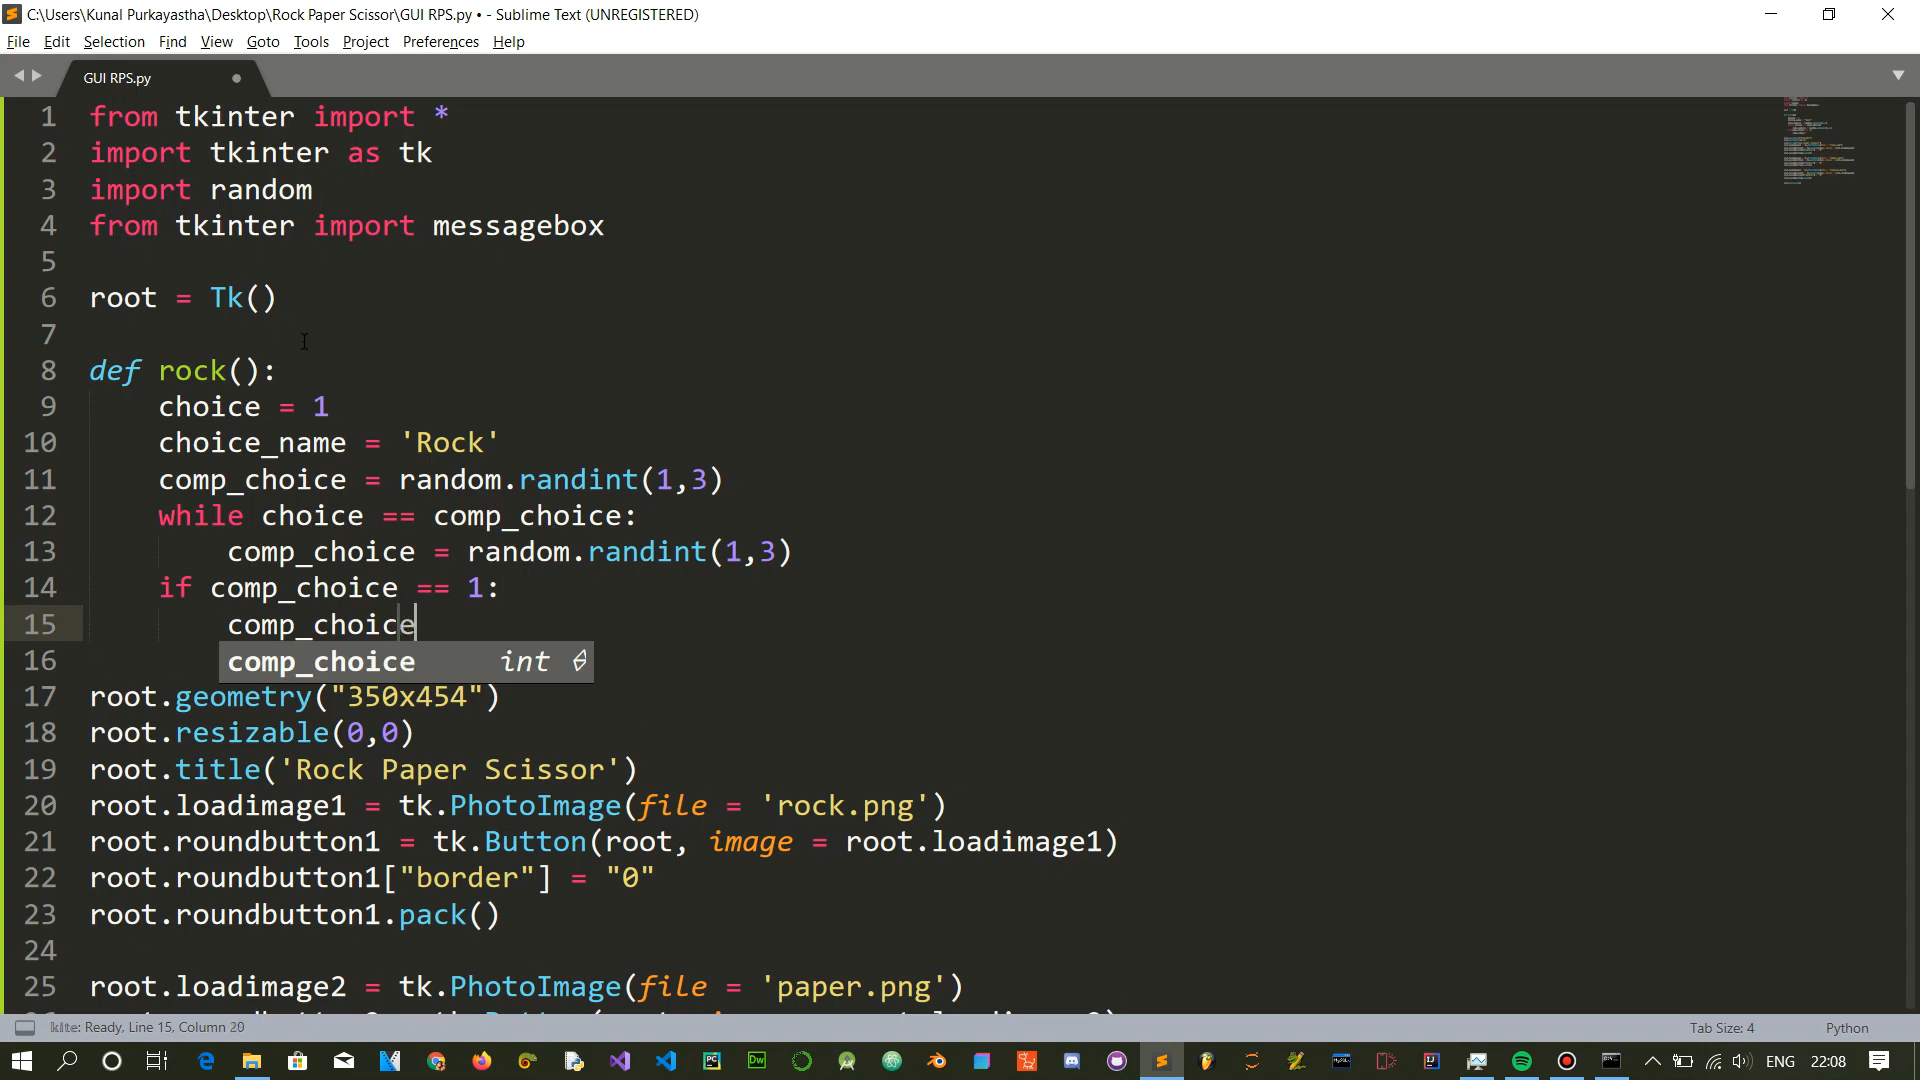 C:\Users\Kunal Purkayastha\Desktop\Rock Paper Scissor\GUI RPS.py • - Sublime Text (UNREGISTERED)
File Edit Selection Find View Goto Tools Project Preferences Help
GUI RPS.py
1 from tkinter import *
2 import tkinter as tk
3 import random
4 from tkinter import messagebox
5
6 root = Tk()
7
8 def rock():
9 choice = 1
10 choice_name = 'Rock'
11 comp_choice = random.randint(1,3)
12 while choice == comp_choice:
13 comp_choice = random.randint(1,3)
14 if comp_choice == 1:
15 comp_choice
16 comp_choice int
17 root.geometry("350x454")
18 root.resizable(0,0)
19 root.title('Rock Paper Scissor')
20 root.loadimage1 = tk.PhotoImage(file = 'rock.png')
21 root.roundbutton1 = tk.Button(root, image = root.loadimage1)
22 root.roundbutton1["border"] = "0"
23 root.roundbutton1.pack()
24
25 root.loadimage2 = tk.PhotoImage(file = 'paper.png')
kite: Ready, Line 15, Column 20 Tab Size: 4 Python
ENG 22:08